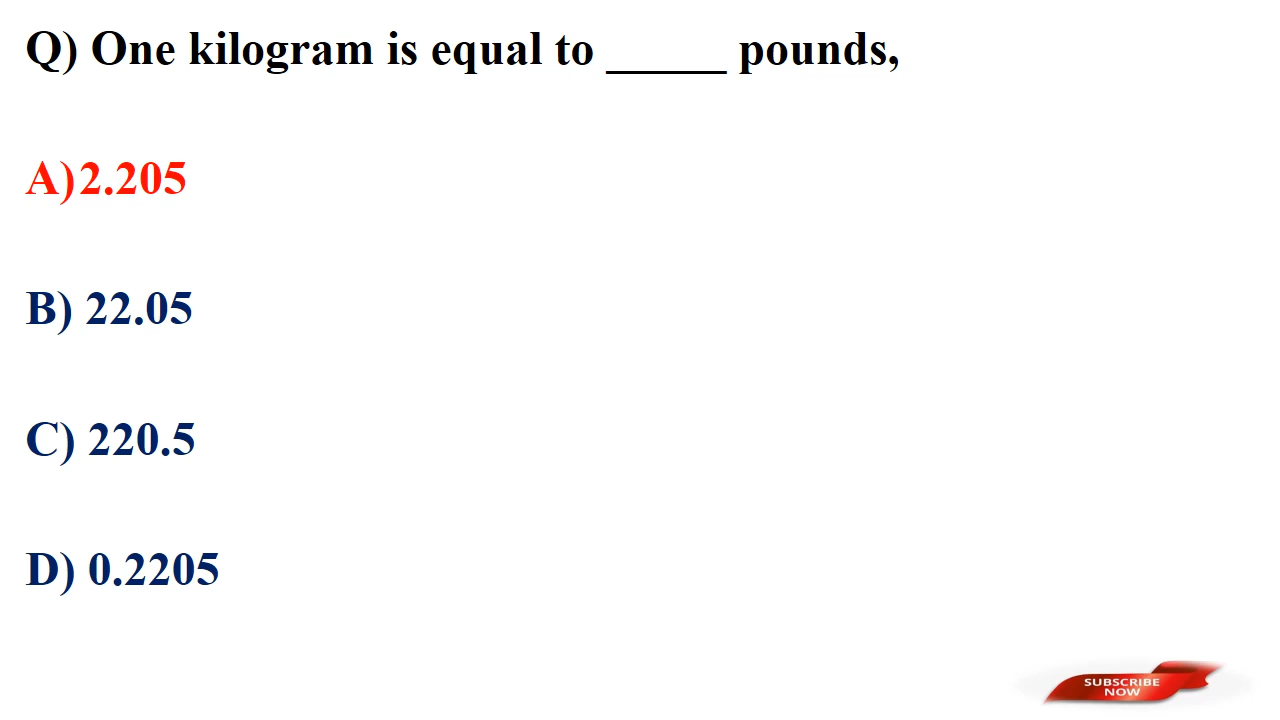 Q) One kilogram is equal to _____ pounds,
A)2.205
B) 22.05
C) 220.5
D) 0.2205
SUBSCRIBE
NOW